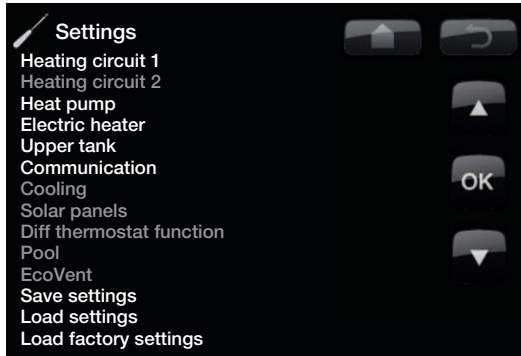 Settings
Heating circuit 1
Heating circuit 2
Heat pump
Electric heater
Upper tank
Communication
Cooling
Solar panels
Diff thermostat function
Pool
EcoVent
Save settings
Load settings
Load factory settings
OK